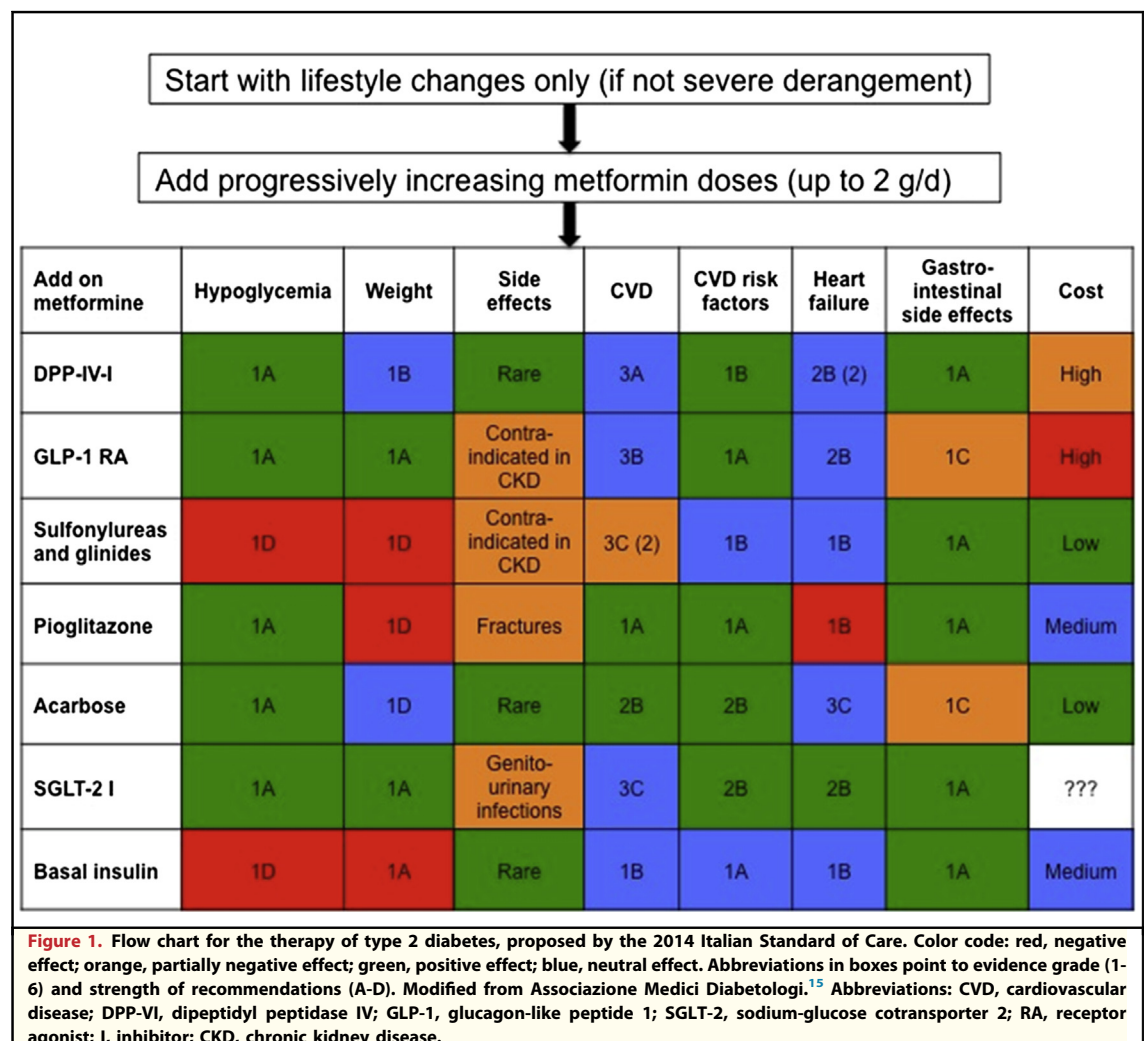 Start with lifestyle changes only (if not severe derangement)
Add progressively increasing metformin doses (up to 2 g/d)
Add on
metformine
Hypoglycemia
Weight
Side
effects
CVD
CVD risk
factors
Heart
failure
Gastro-
intestinal
side effects
Cost
DPP-IV-I
1A
1B
Rare
3A
1B
2B (2)
1A
High
GLP-1 RA
1A
1A
Contra-
indicated in
CKD
3B
1A
2B
1C
High
Sulfonylureas
and glinides
1D
1D
Contra-
indicated in
CKD
3C (2)
1B
1B
1A
Low
Pioglitazone
1A
1D
Fractures
1A
1A
1B
1A
Medium
Acarbose
1A
1D
Rare
2B
2B
3C
1C
Low
SGLT-2 I
1A
1A
Genito-
urinary
infections
3C
2B
2B
1A
???
Basal insulin
1D
1A
Rare
1B
1A
1B
1A
Medium
Figure 1. Flow chart for the therapy of type 2 diabetes, proposed by the 2014 Italian Standard of Care. Color code: red, negative
effect; orange, partially negative effect; green, positive effect; blue, neutral effect. Abbreviations in boxes point to evidence grade (1-
6) and strength of recommendations (A-D). Modified from Associazione Medici Diabetologi.15 Abbreviations: CVD, cardiovascular
disease; DPP-VI, dipeptidyl peptidase IV; GLP-1, glucagon-like peptide 1; SGLT-2, sodium-glucose cotransporter 2; RA, receptor
agonist; I, inhibitor; CKD, chronic kidney disease.